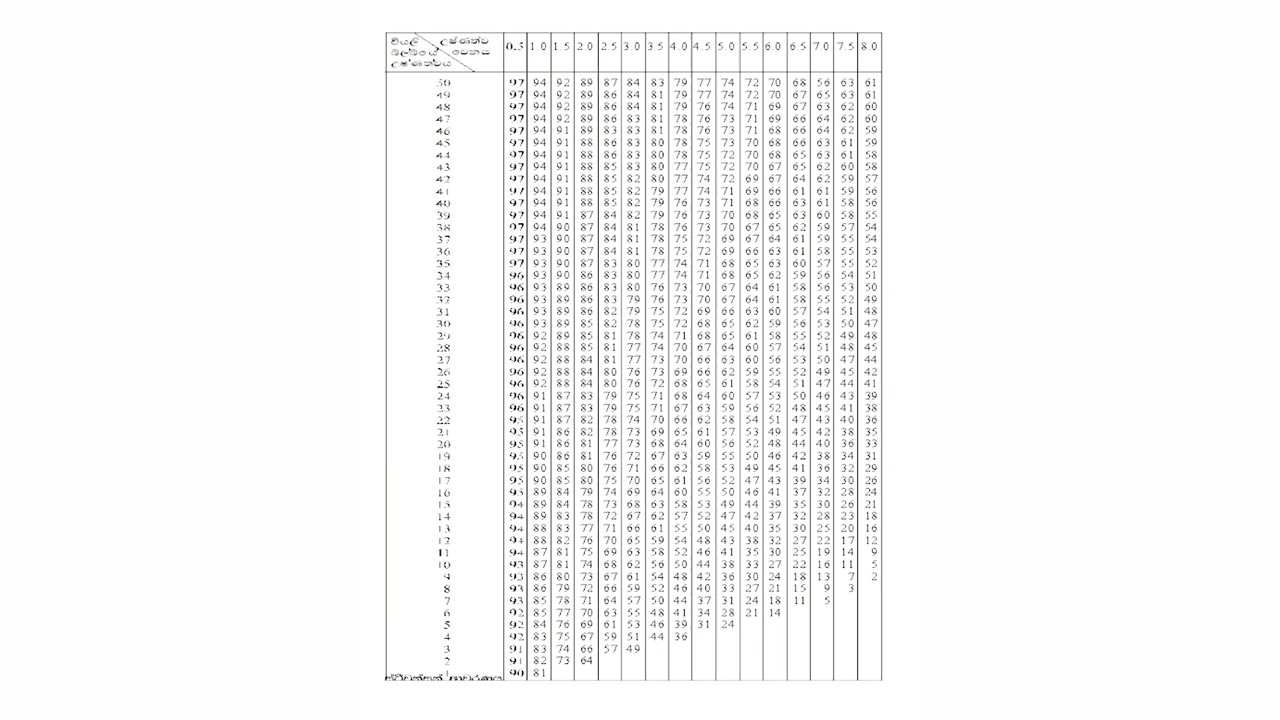 වියළි උෂ්ණත්ව
බල්බයේ වෙනස 0.5 1.0 1.5 2.0 2.5 3.0 3.5 4.0 4.5 5.0 5.5 6.0 6.5 7.0 7.5 8.0
උෂ්ණත්වය
50 97 94 92 89 87 84 83 79 77 74 72 70 68 56 63 61
49 97 94 92 89 86 84 81 79 77 74 72 70 67 65 63 61
48 97 94 92 89 86 84 81 79 76 74 71 69 67 63 62 60
47 97 94 92 89 86 83 81 78 76 73 71 69 66 64 62 60
46 97 94 91 89 83 83 81 78 76 73 71 68 66 64 62 59
45 97 94 91 88 86 83 80 78 75 73 70 68 66 63 61 59
44 97 94 91 88 86 83 80 78 75 72 70 68 65 63 61 58
43 97 94 91 88 85 83 80 77 75 72 70 67 65 62 60 58
42 97 94 91 88 85 82 80 77 74 72 69 67 64 62 59 57
41 97 94 91 88 85 82 79 77 74 71 69 66 61 61 59 56
40 97 94 91 88 85 82 79 76 73 71 68 66 63 61 58 56
39 97 94 91 87 84 82 79 76 73 70 68 65 63 60 58 55
38 97 94 90 87 84 81 78 76 73 70 67 65 62 59 57 54
37 97 93 90 87 84 81 78 75 72 69 67 64 61 59 55 54
36 97 93 90 87 84 81 78 75 72 69 66 63 61 58 55 53
35 97 93 90 87 83 80 77 74 71 68 65 63 60 57 55 52
34 96 93 90 86 83 80 77 74 71 68 65 62 59 56 54 51
33 96 93 89 86 83 80 76 73 70 67 64 61 58 56 53 50
32 96 93 89 86 83 79 76 73 70 67 64 61 58 55 52 49
31 96 93 89 86 82 79 75 72 69 66 63 60 57 54 51 48
30 96 93 89 85 82 78 75 72 68 65 62 59 56 53 50 47
29 96 92 89 85 81 78 74 71 68 65 61 58 55 52 49 48
28 96 92 88 85 81 77 74 70 67 64 60 57 54 51 48 45
27 96 92 88 84 81 77 73 70 66 63 60 56 53 50 47 44
26 96 92 88 84 80 76 73 69 66 62 59 55 52 49 45 42
25 96 92 88 84 80 76 72 68 65 61 58 54 51 47 44 41
24 96 91 87 83 79 75 71 68 64 60 57 53 50 46 43 39
23 96 91 87 83 79 75 71 67 63 59 56 52 48 45 41 38
22 95 91 87 82 78 74 70 66 62 58 54 51 47 43 40 36
21 95 91 86 82 78 73 69 65 61 57 53 49 45 42 38 35
20 95 91 86 81 77 73 68 64 60 56 52 48 44 40 36 33
19 95 90 86 81 76 72 67 63 59 55 50 46 42 38 34 31
18 95 90 85 80 76 71 66 62 58 53 49 45 41 36 32 29
17 95 90 85 80 75 70 65 61 56 52 47 43 39 34 30 26
16 95 89 84 79 74 69 64 60 55 50 46 41 37 32 28 24
15 94 89 84 78 73 68 63 58 53 49 44 39 35 30 26 21
14 94 89 83 78 72 67 62 57 52 47 42 37 32 28 23 18
13 94 88 83 77 71 66 61 55 50 45 40 35 30 25 20 16
12 94 88 82 76 70 65 59 54 48 43 38 32 27 22 17 12
11 94 87 81 75 69 63 58 52 46 41 35 30 25 19 14 9
10 93 87 81 74 68 62 56 50 44 38 33 27 22 16 11 5
9 93 86 80 73 67 61 54 48 42 36 30 24 18 13 7 2
8 93 86 79 72 66 59 52 46 40 33 27 21 15 9 3
7 93 85 78 71 64 57 50 44 37 31 24 18 11 5
6 92 85 77 70 63 55 48 41 34 28 21 14
5 92 84 76 69 61 53 46 39 31 24
4 92 83 75 67 59 51 44 36
3 91 83 74 66 57 49
2 91 82 73 64
1 90 81